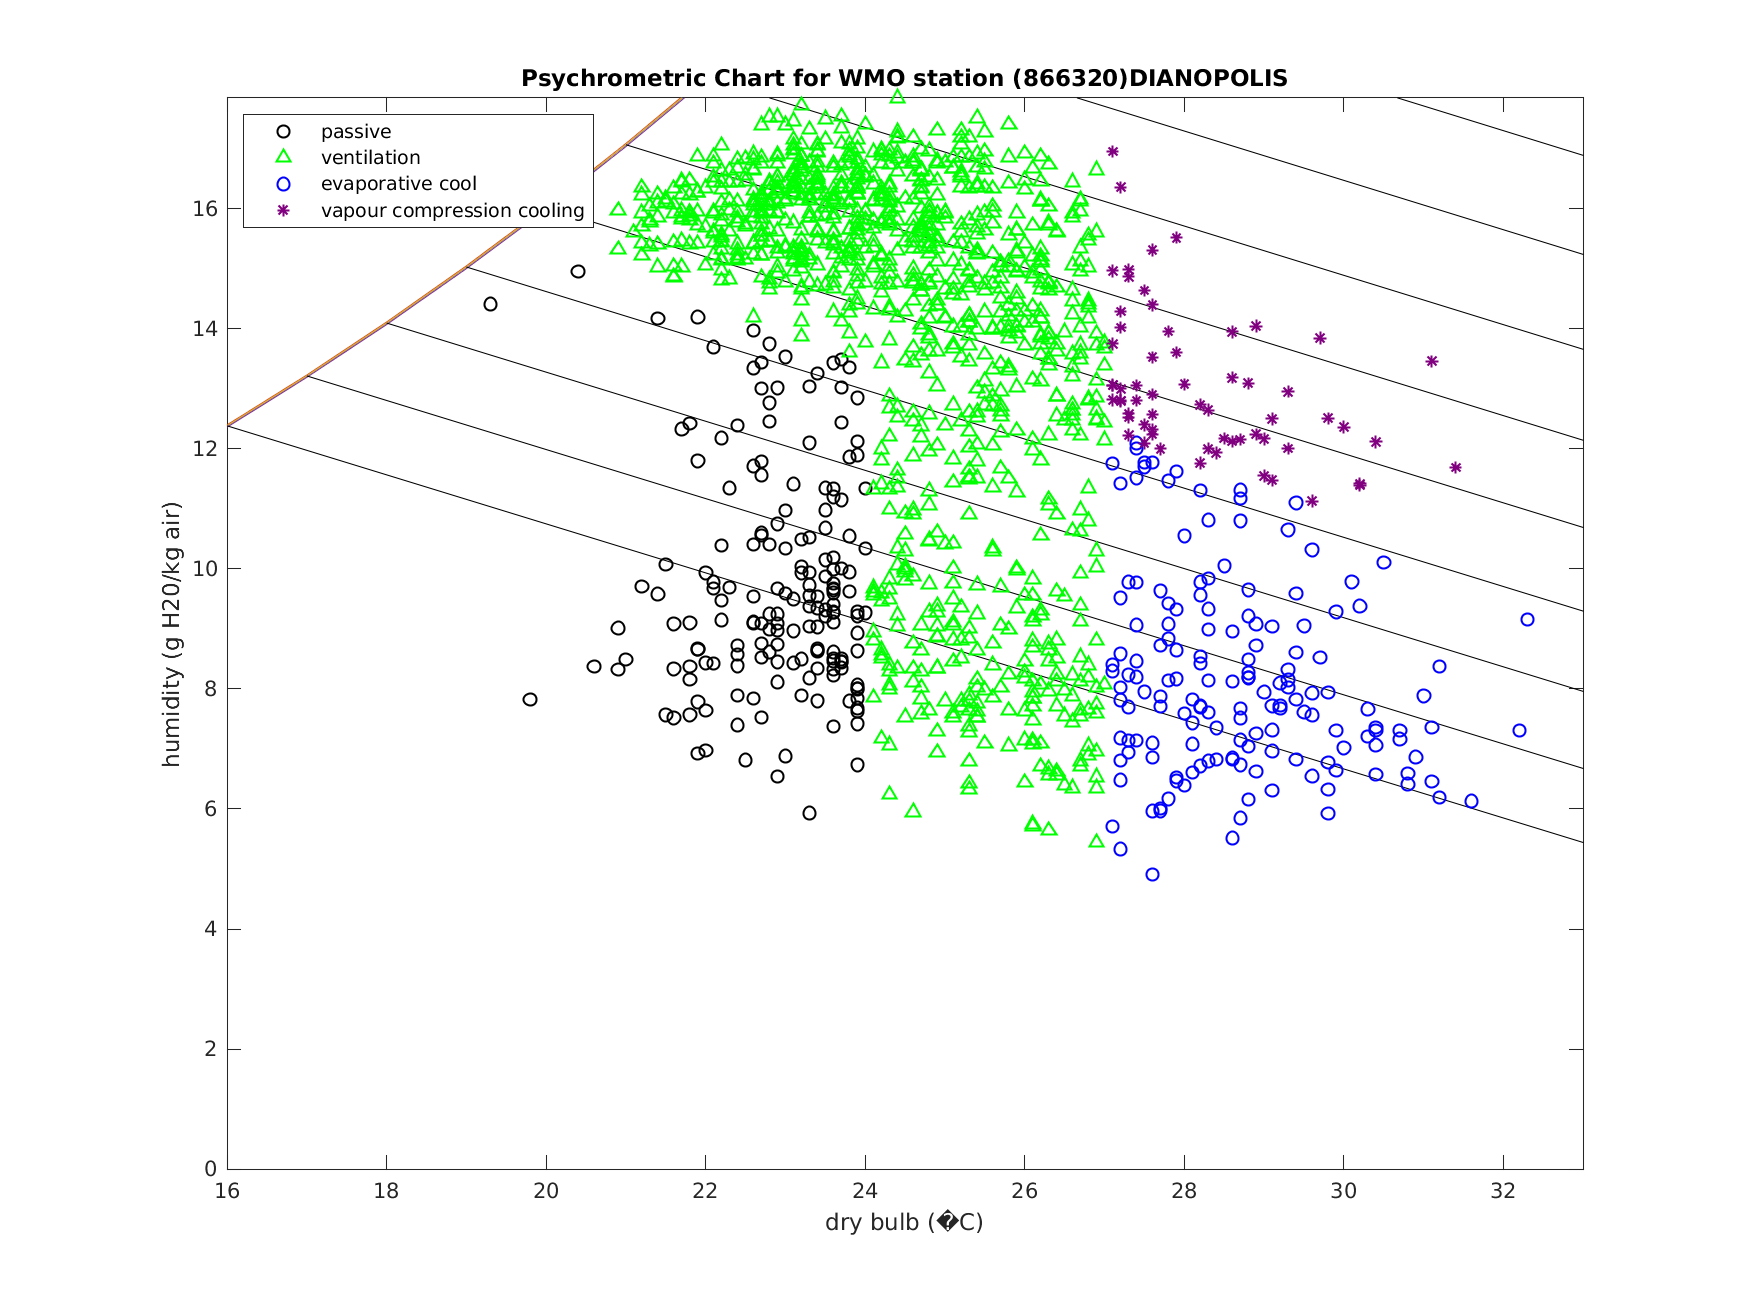 Psychrometric Chart for WMO station (866320)DIANOPOLIS
passive
ventilation
evaporative cool
vapour compression cooling
humidity (g H20/kg air)
16
14
12
10
8
6
4
2
0
16 18 20 22 24 26 28 30 32
dry bulb (�C)